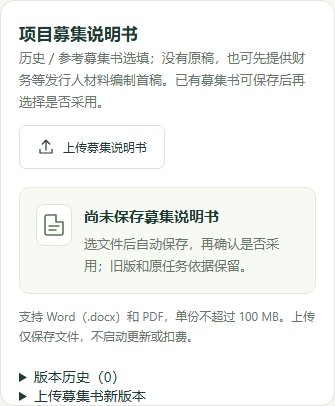 项目募集说明书
历史 / 参考募集书选填；没有原稿，也可先提供财
务等发行人材料编制首稿。已有募集书可保存后再
选择是否采用。
上传募集说明书
尚未保存募集说明书
选文件后自动保存，再确认是否采
用；旧版和原任务依据保留。
支持 Word（.docx）和 PDF，单份不超过 100 MB。上传
仅保存文件，不启动更新或扣费。
版本历史（0）
上传募集书新版本